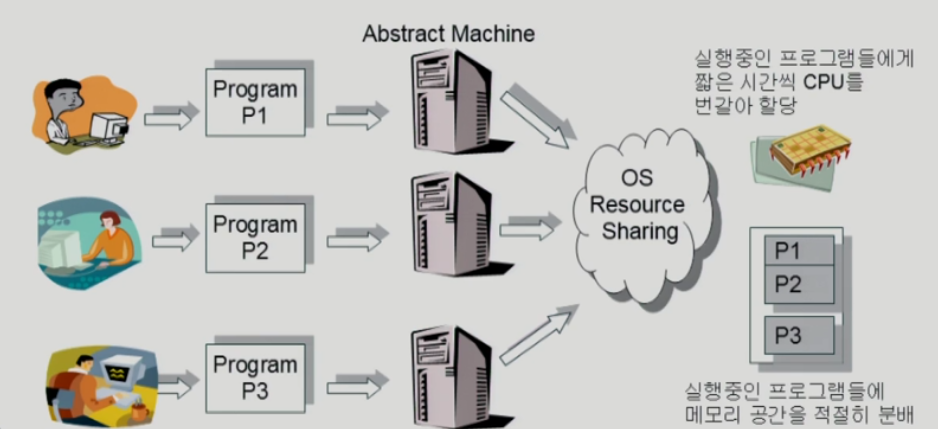 Abstract Machine
실행중인 프로그램들에게
짧은 시간씩 CPU를
번갈아 할당
Program
P1
OS
Resource
Sharing
Program
P2
P1
P2
P3
Program
P3
실행중인 프로그램들에
메모리 공간을 적절히 분배